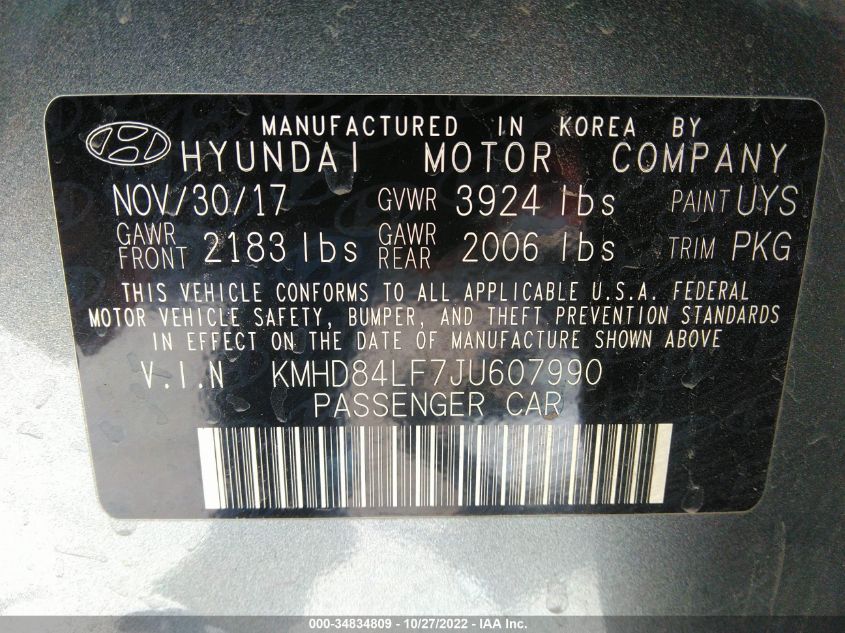 MANUFACTURED IN KOREA BY
HYUNDAI MOTOR COMPANY
NOV/30/17 GVWR 3924 lbs PAINT UYS
GAWR FRONT 2183 lbs GAWR REAR 2006 lbs TRIM PKG
THIS VEHICLE CONFORMS TO ALL APPLICABLE U.S.A. FEDERAL
MOTOR VEHICLE SAFETY, BUMPER, AND THEFT PREVENTION STANDARDS
IN EFFECT ON THE DATE OF MANUFACTURE SHOWN ABOVE
V.I.N KMHD84LF7JU607990
PASSENGER CAR
000-34834809 | 10/27/2022 - IAA Inc.